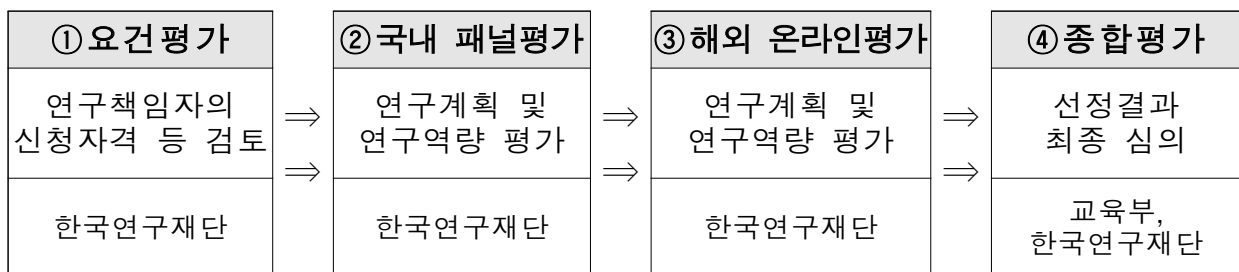 ①요건평가
연구책임자의
신청자격 등 검토
한국연구재단
⇒
⇒
②국내 패널평가
연구계획 및
연구역량 평가
한국연구재단
⇒
⇒
③해외 온라인평가
연구계획 및
연구역량 평가
한국연구재단
⇒
⇒
④종합평가
선정결과
최종 심의
교육부,
한국연구재단